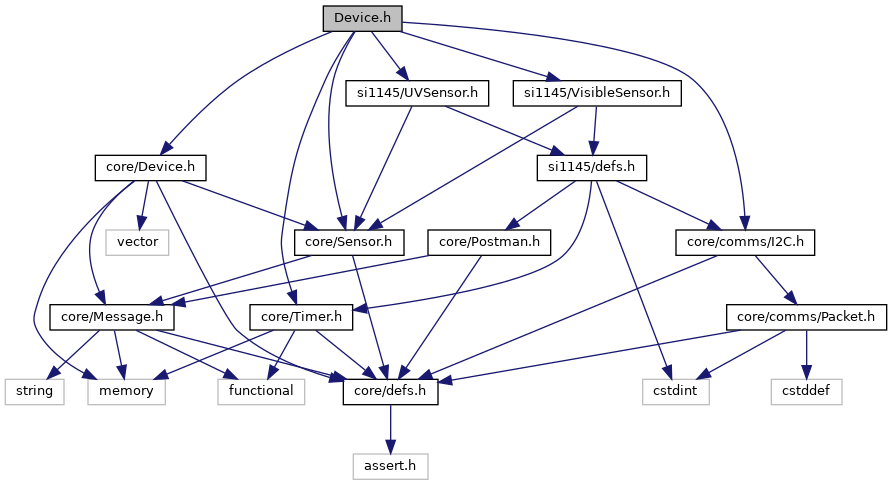 Device.h
si1145/UVSensor.h
si1145/VisibleSensor.h
core/Device.h
si1145/defs.h
vector
core/Sensor.h
core/Postman.h
core/comms/I2C.h
core/Message.h
core/Timer.h
core/comms/Packet.h
string
memory
functional
core/defs.h
cstdint
cstddef
assert.h